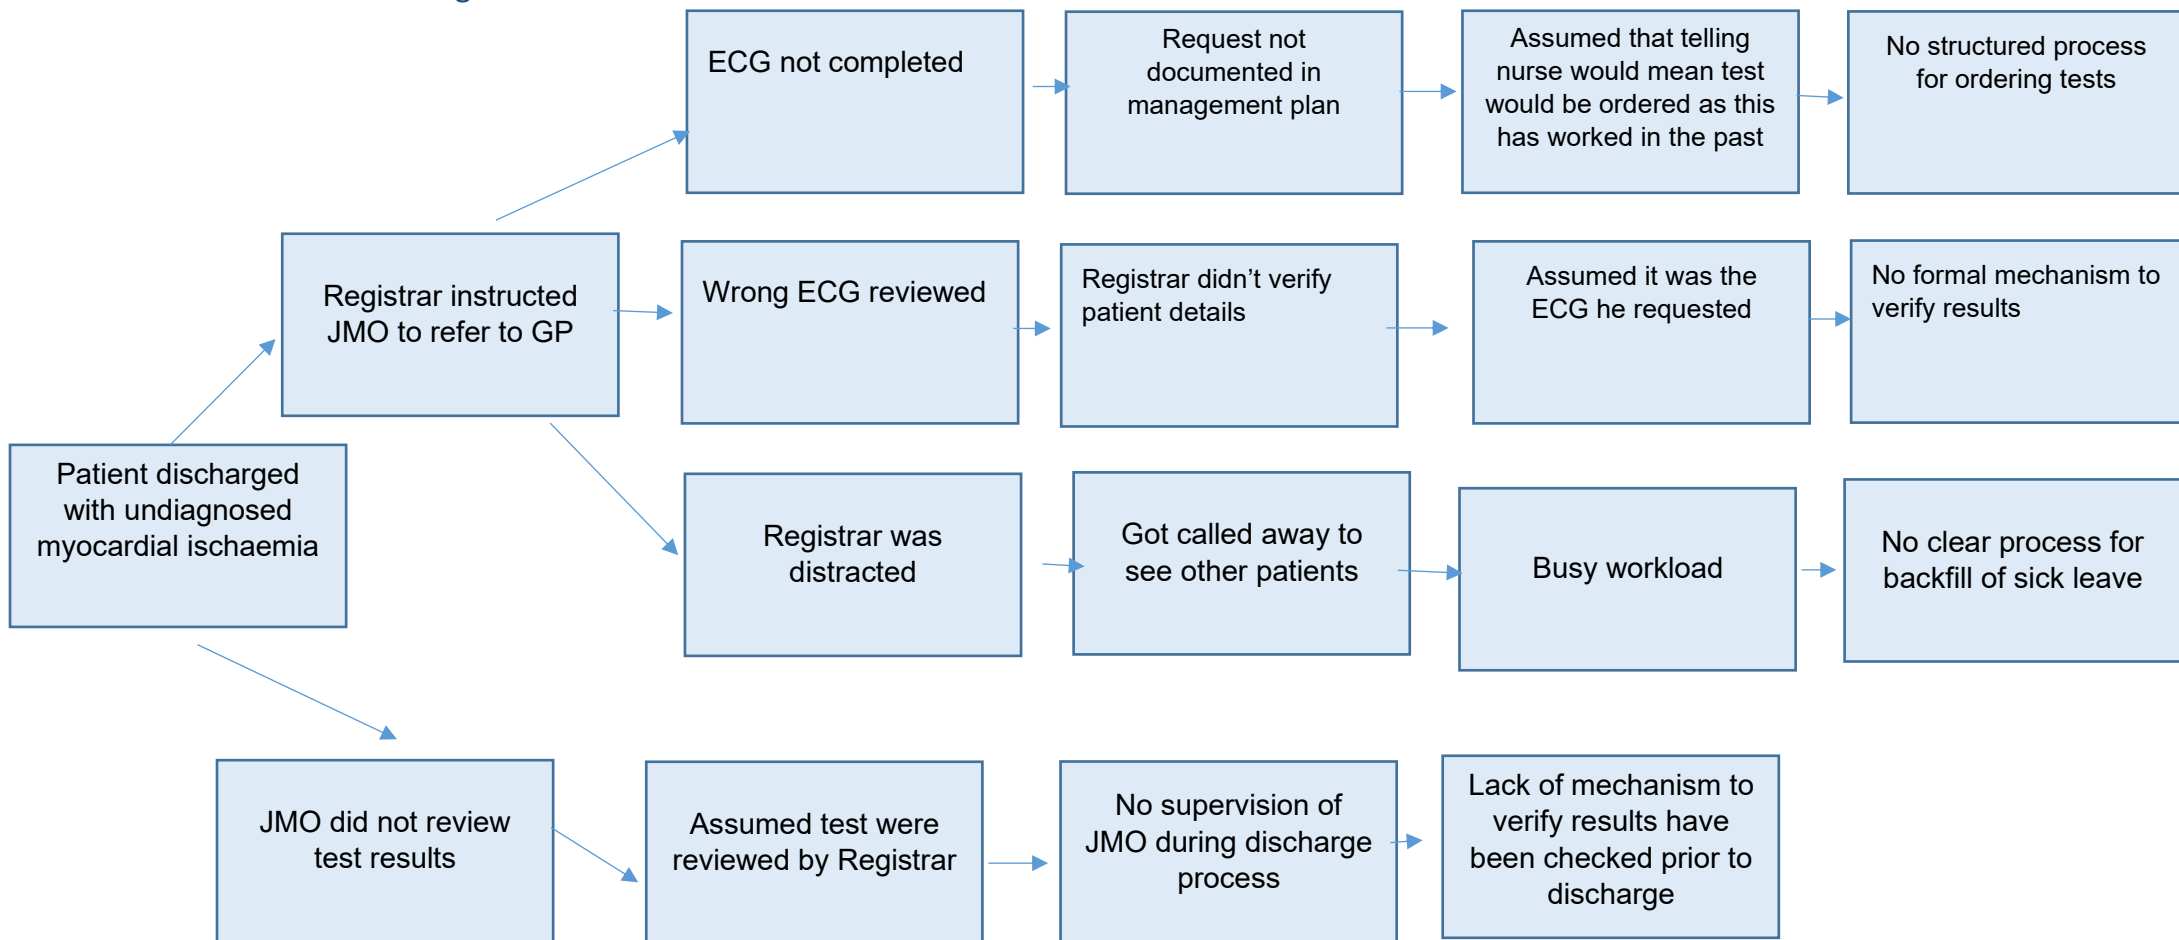 ECG not completed
Request not
documented in
management plan
Assumed that telling
nurse would mean test
would be ordered as this
has worked in the past
No structured process
for ordering tests
Registrar instructed
JMO to refer to GP
Wrong ECG reviewed
Registrar didn’t verify
patient details
Assumed it was the
ECG he requested
No formal mechanism to
verify results
Patient discharged
with undiagnosed
myocardial ischaemia
Registrar was
distracted
Got called away to
see other patients
Busy workload
No clear process for
backfill of sick leave
JMO did not review
test results
Assumed test were
reviewed by Registrar
No supervision of
JMO during discharge
process
Lack of mechanism to
verify results have
been checked prior to
discharge